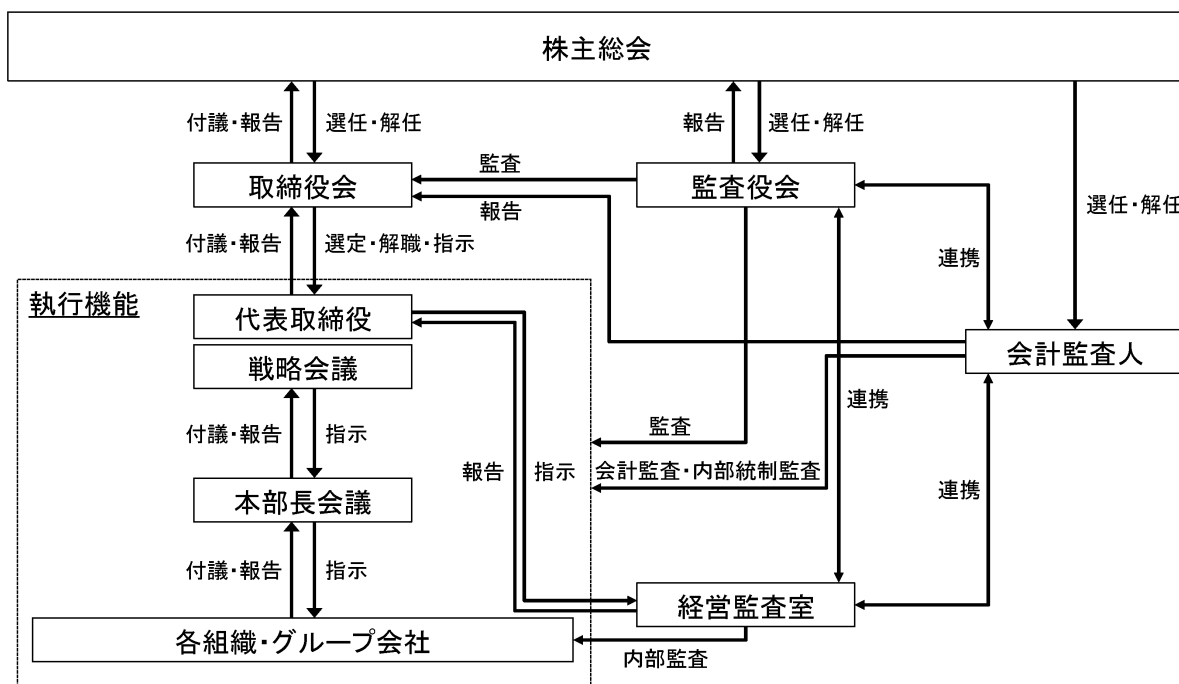 株主総会
付議・報告
選任・解任
報告
選任・解任
選任・解任
取締役会
監査
監査役会
報告
付議・報告
選定・解職・指示
連携
執行機能
代表取締役
会計監査人
戦略会議
連携
付議・報告
指示
監査
報告
指示
会計監査・内部統制監査
連携
本部長会議
付議・報告
指示
経営監査室
各組織・グループ会社
内部監査